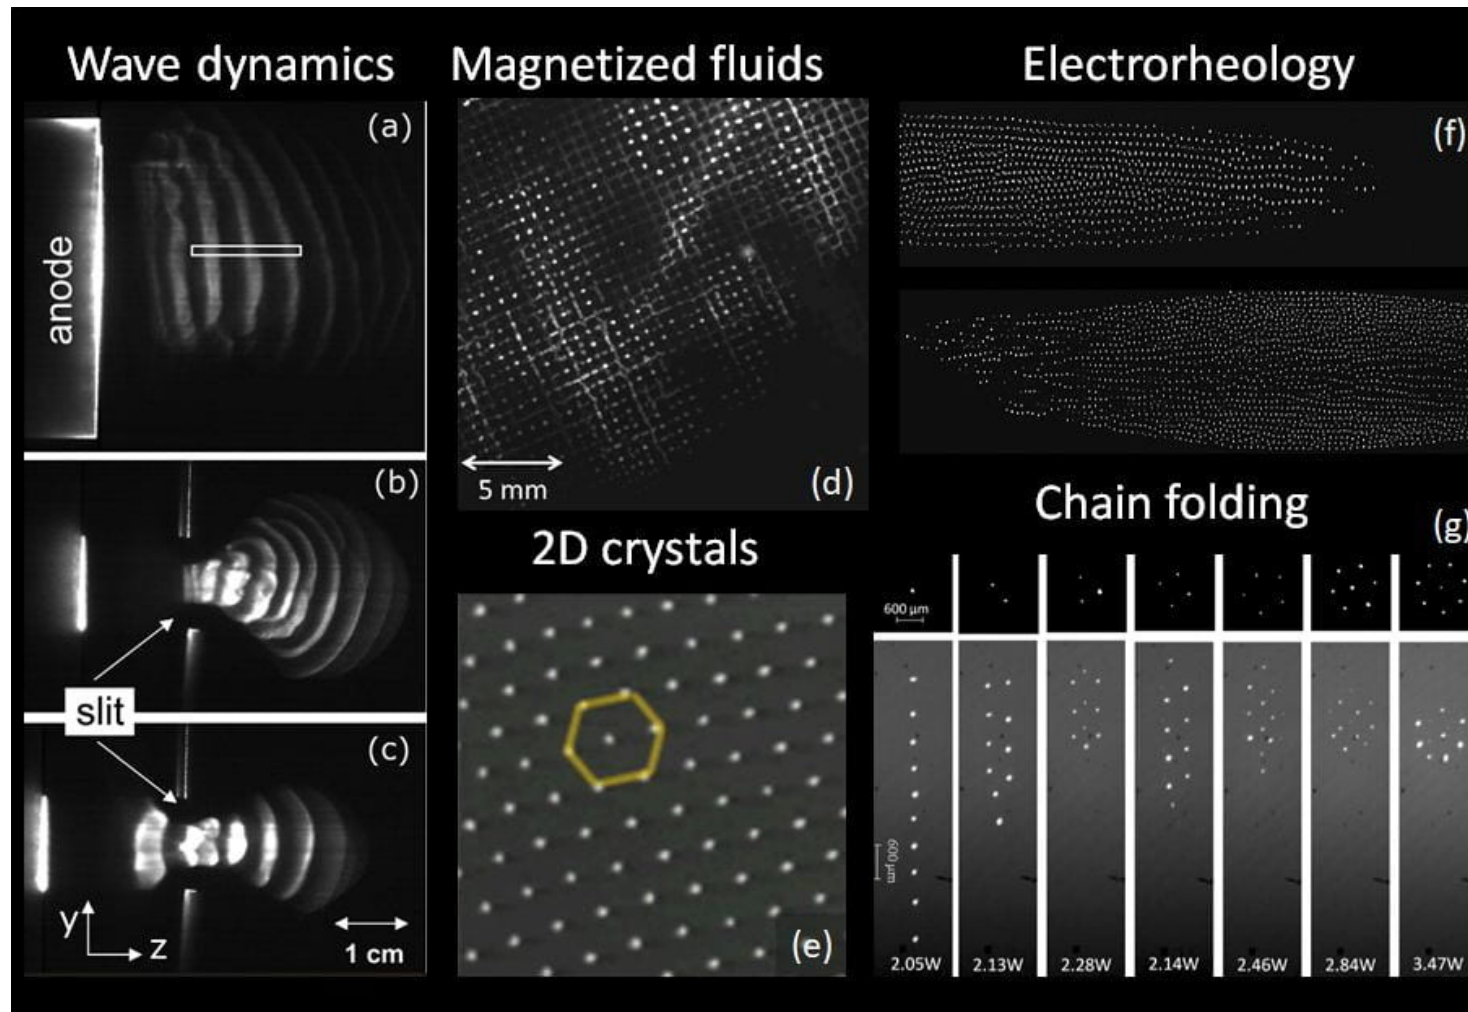 Wave dynamics
(a)
anode
(b)
slit
(c)
y
z
1 cm
Magnetized fluids
5 mm
(d)
2D crystals
(e)
Electrorheology
(f)
Chain folding
(g)
600 µm
600 µm
2.05W
2.13W
2.28W
2.14W
2.46W
2.84W
3.47W